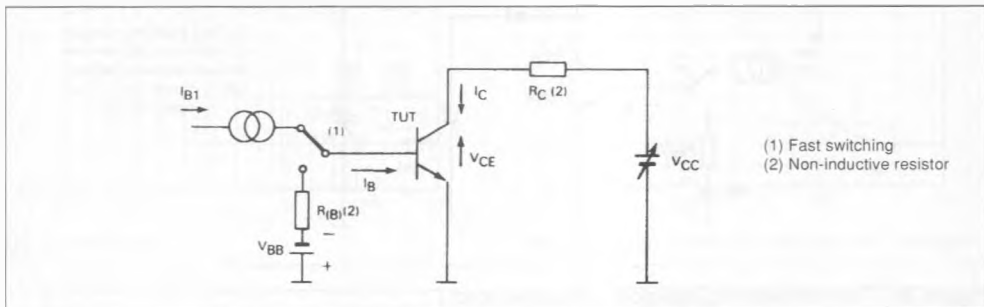 I_B1
(1)
TUT
I_C
R_C (2)
V_CE
V_CC
I_B
R_(B) (2)
V_BB
−
+
(1) Fast switching
(2) Non-inductive resistor